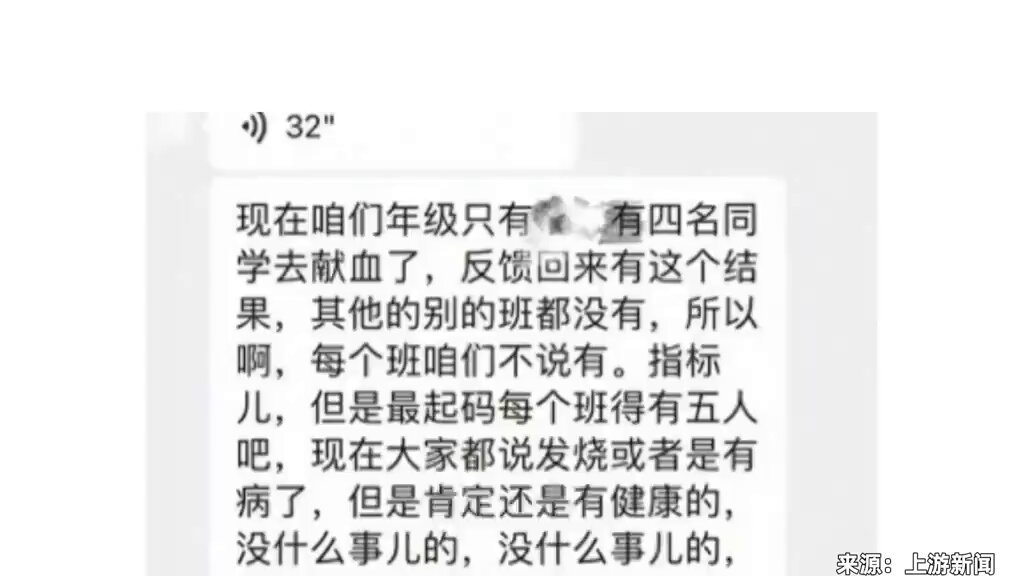 32"
现在咱们年级只有 有四名同
学去献血了，反馈回来有这个结
果，其他的别的班都没有，所以
啊，每个班咱们不说有。指标
儿，但是最起码每个班得有五人
吧，现在大家都说发烧或者是有
病了，但是肯定还是有健康的，
没什么事儿的，没什么事儿的，
来源：上游新闻